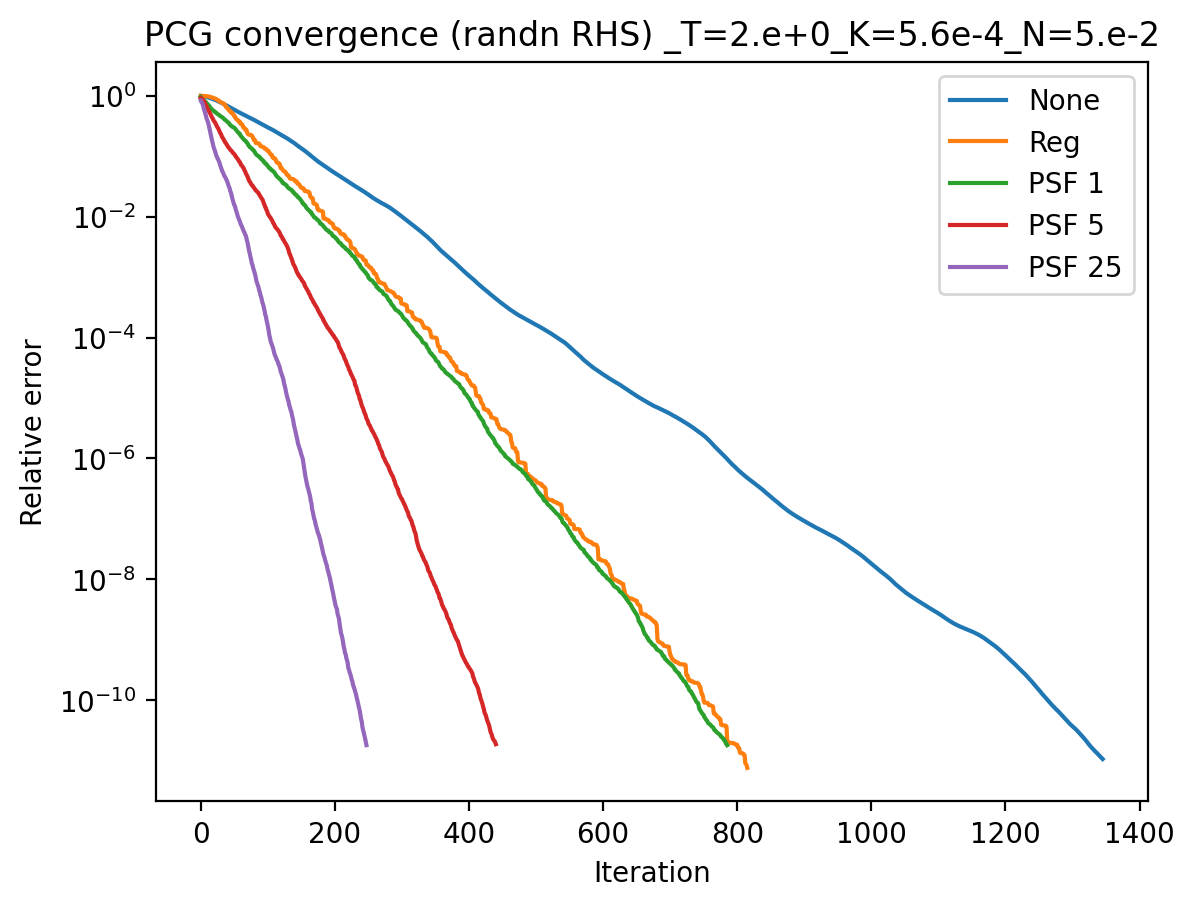 PCG convergence (randn RHS) _T=2.e+0_K=5.6e-4_N=5.e-2
None
Reg
PSF 1
PSF 5
PSF 25
Relative error
10⁰
10⁻²
10⁻⁴
10⁻⁶
10⁻⁸
10⁻¹⁰
0 200 400 600 800 1000 1200 1400
Iteration